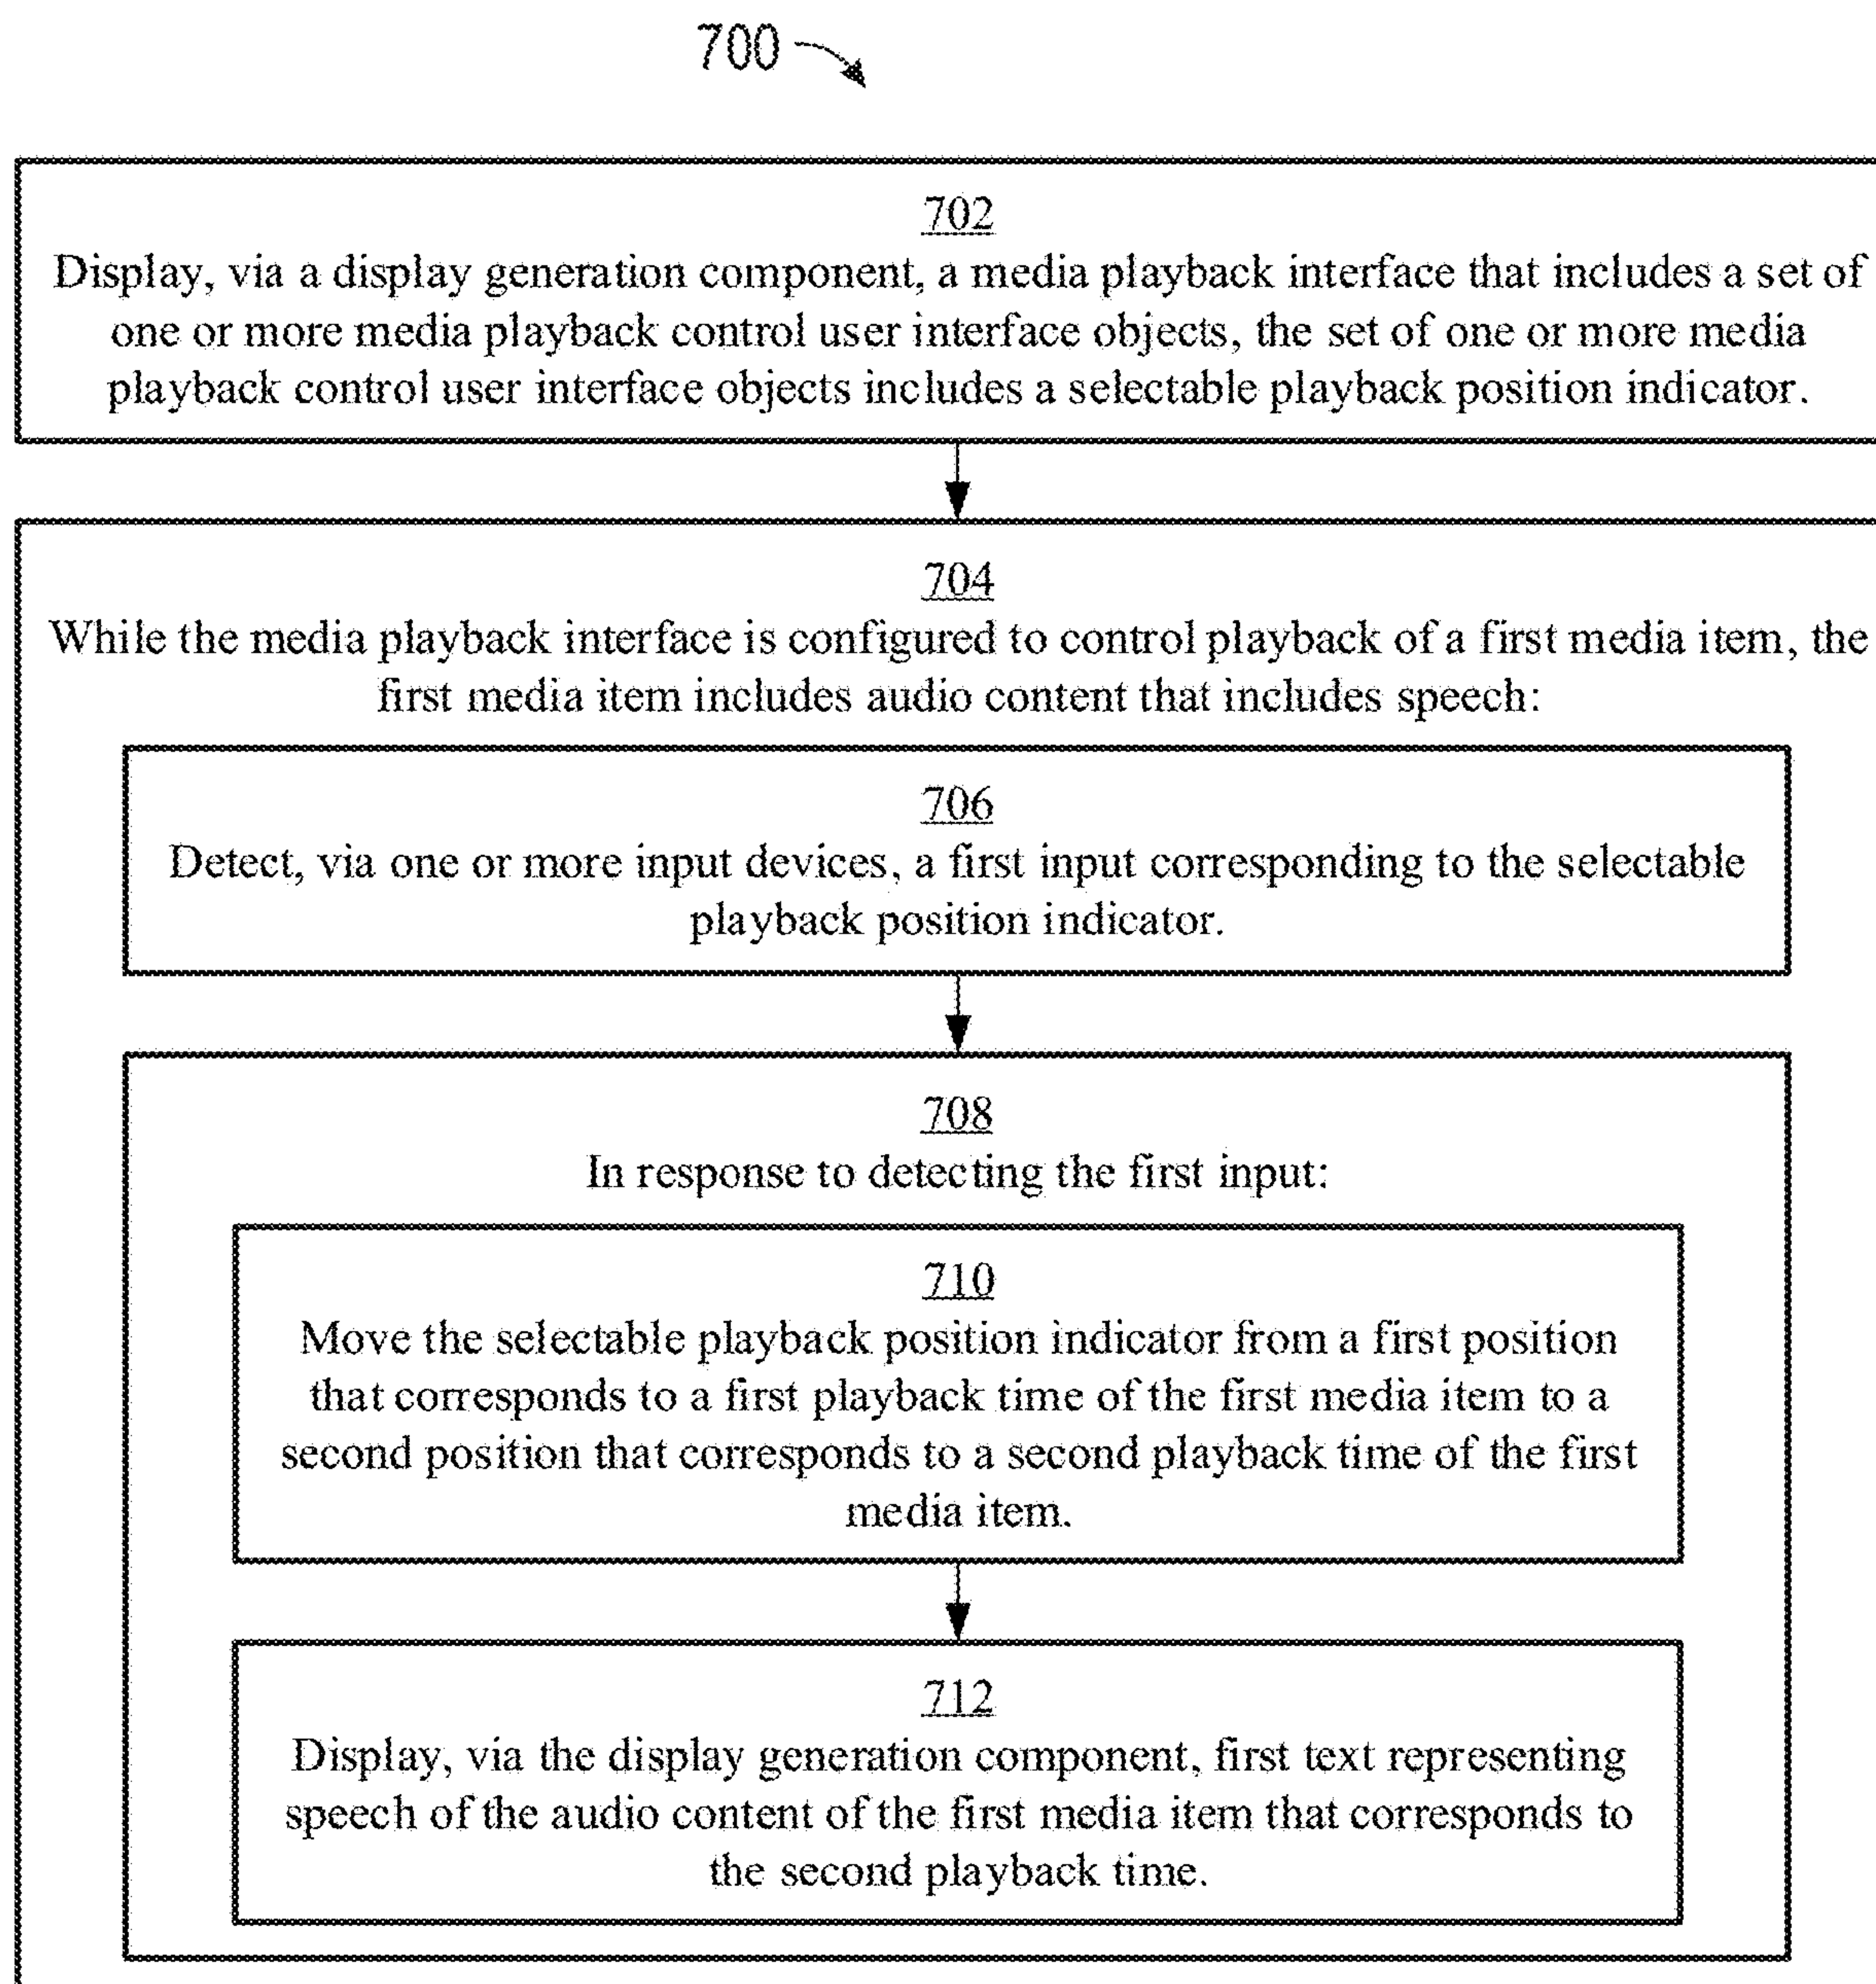 700
702
Display, via a display generation component, a media playback interface that includes a set of
one or more media playback control user interface objects, the set of one or more media
playback control user interface objects includes a selectable playback position indicator.
704
While the media playback interface is configured to control playback of a first media item, the
first media item includes audio content that includes speech:
706
Detect, via one or more input devices, a first input corresponding to the selectable
playback position indicator.
708
In response to detecting the first input:
710
Move the selectable playback position indicator from a first position
that corresponds to a first playback time of the first media item to a
second position that corresponds to a second playback time of the first
media item.
712
Display, via the display generation component, first text representing
speech of the audio content of the first media item that corresponds to
the second playback time.